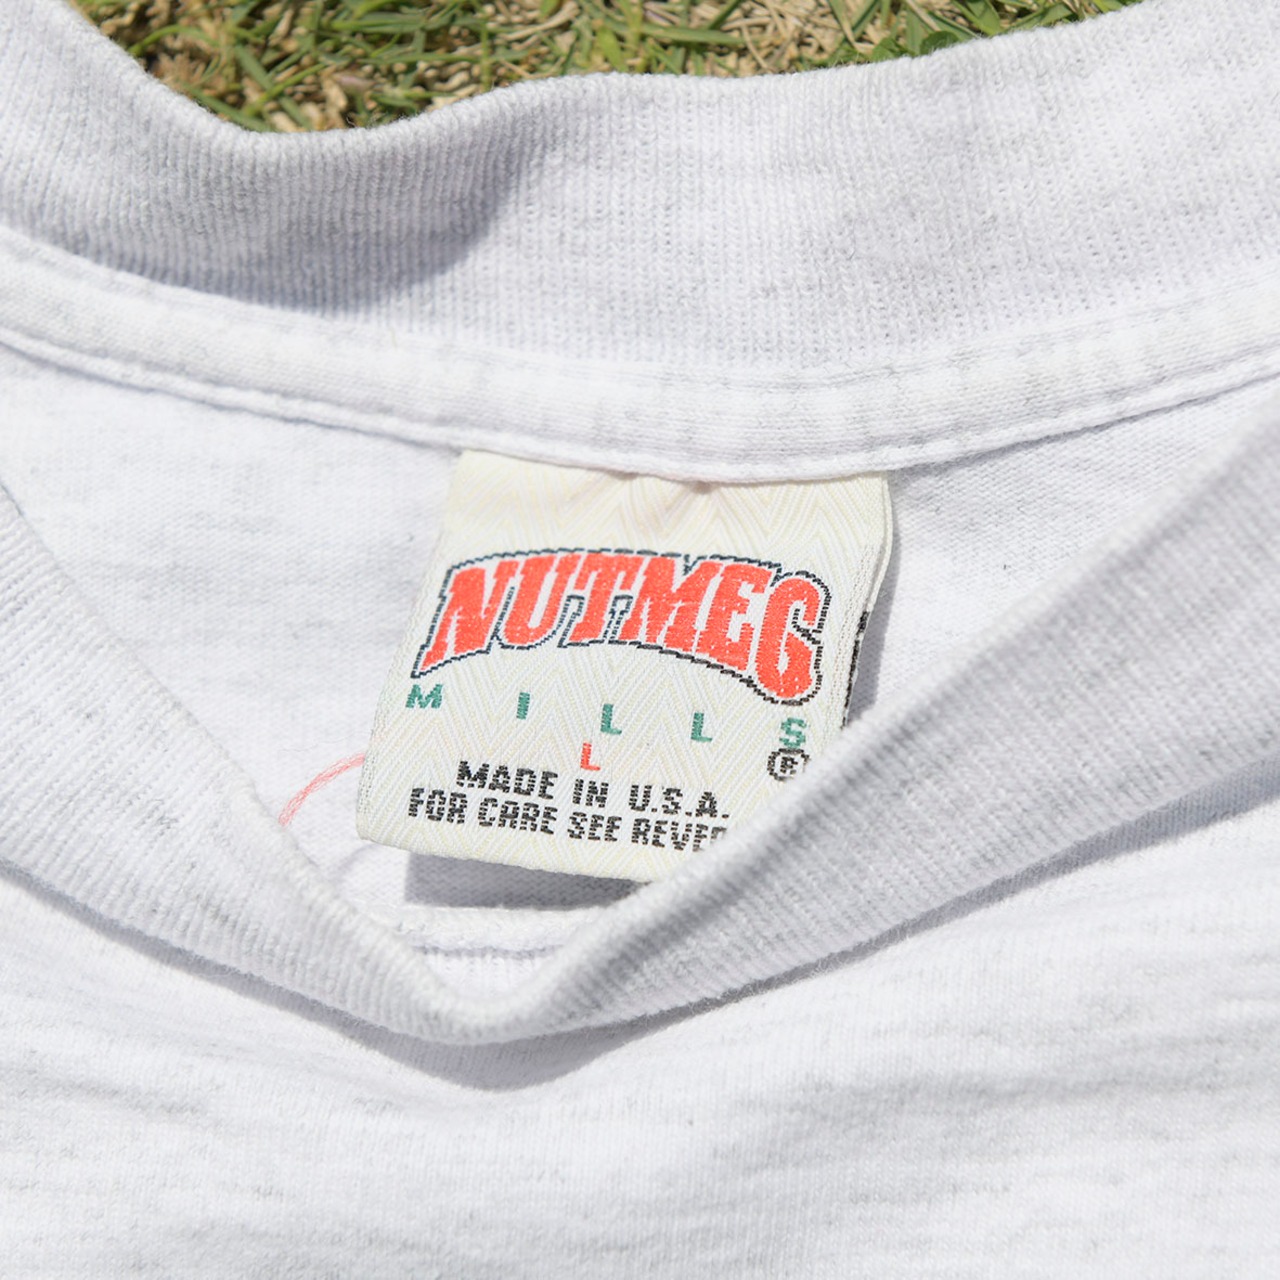 NUTMEG
MILLS
L ®
MADE IN U.S.A.
FOR CARE SEE